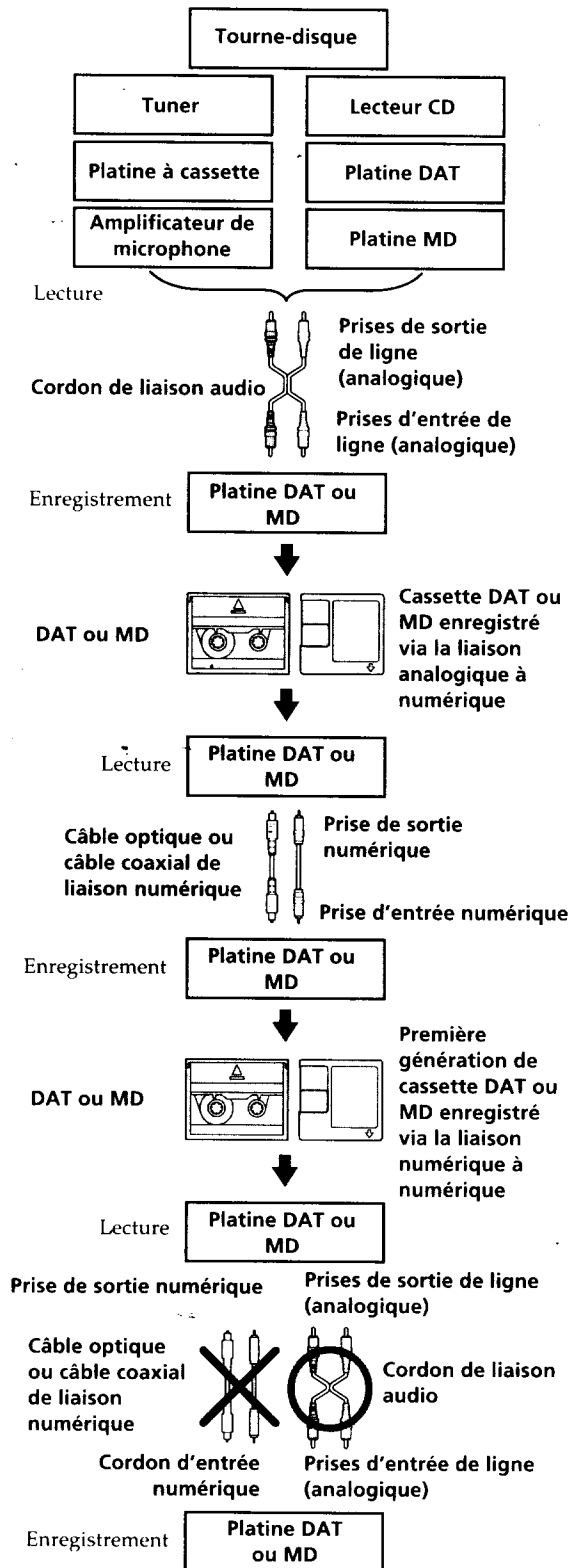 Tourne-disque
Tuner
Lecteur CD
Platine à cassette
Platine DAT
Amplificateur de
microphone
Platine MD
Lecture
Prises de sortie
de ligne
(analogique)
Cordon de liaison audio
Prises d'entrée de
ligne (analogique)
Enregistrement
Platine DAT ou
MD
DAT ou MD
Cassette DAT ou
MD enregistré
via la liaison
analogique à
numérique
Lecture
Platine DAT ou
MD
Câble optique ou
câble coaxial de
liaison numérique
Prise de sortie
numérique
Prise d'entrée numérique
Enregistrement
Platine DAT ou
MD
DAT ou MD
Première
génération de
cassette DAT ou
MD enregistré
via la liaison
numérique à
numérique
Lecture
Platine DAT ou
MD
Prise de sortie numérique
Prises de sortie de ligne
(analogique)
Câble optique
ou câble coaxial
de liaison
numérique
Cordon de liaison
audio
Cordon d'entrée
numérique
Prises d'entrée de ligne
(analogique)
Enregistrement
Platine DAT
ou MD